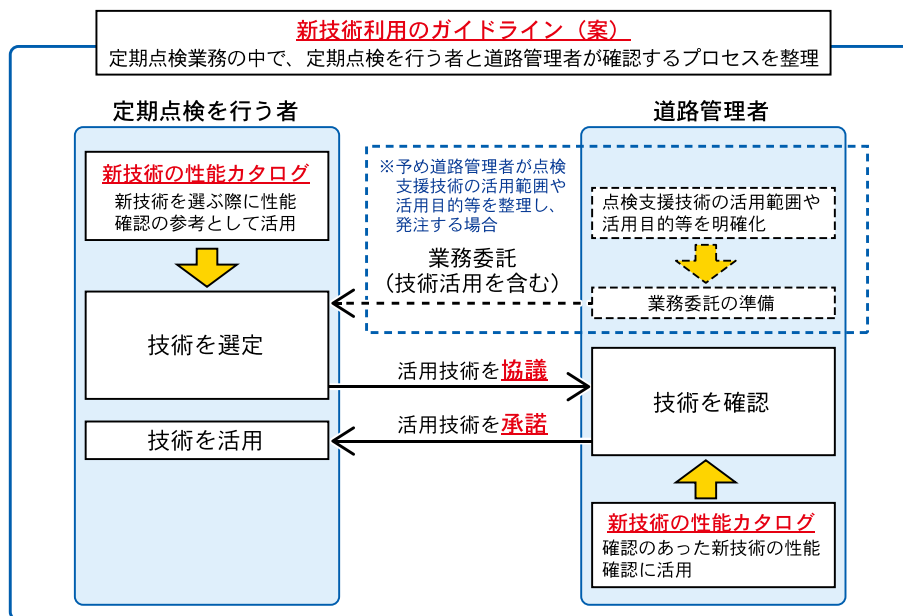 新技術利用のガイドライン（案）
定期点検業務の中で、定期点検を行う者と道路管理者が確認するプロセスを整理
定期点検を行う者
新技術の性能カタログ
新技術を選ぶ際に性能
確認の参考として活用
技術を選定
技術を活用
※予め道路管理者が点検
支援技術の活用範囲や
活用目的等を整理し、
発注する場合
業務委託
（技術活用を含む）
活用技術を協議
活用技術を承諾
道路管理者
点検支援技術の活用範囲や
活用目的等を明確化
業務委託の準備
技術を確認
新技術の性能カタログ
確認のあった新技術の性能
確認に活用